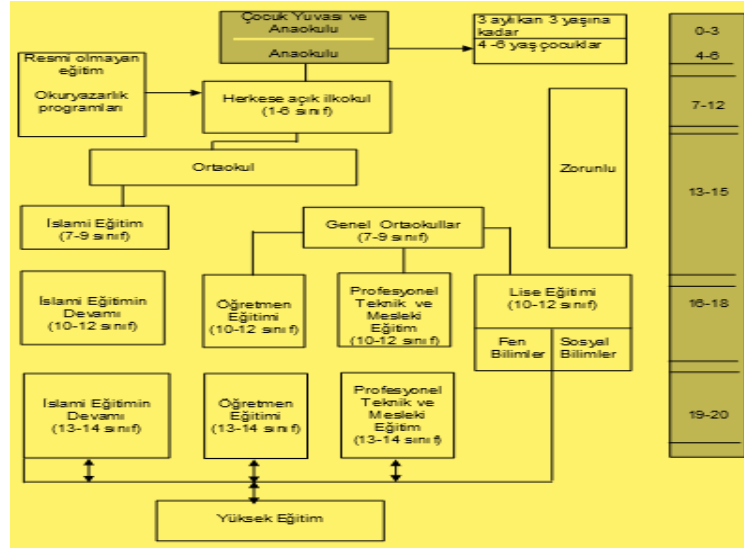 Çocuk Yuvası ve
Anaokulu
Anaokulu
3 aylıkan 3 yaşına
kadar
4 -6 yaş çocuklar
0-3
4-6
Resmi olmayan
eğitim
Okuryazarlık
programları
Herkese açık ilkokul
(1-6 sınıf)
7-12
Ortaokul
Zorunlu
13-15
İslami Eğitim
(7-9 sınıf)
Genel Ortaokullar
(7-9 sınıf)
İslami Eğitimin
Devamı
(10-12 sınıf)
Öğretmen
Eğitimi
(10-12 sınıf)
Profesyonel
Teknik ve
Mesleki
Eğitim
(10-12 sınıf)
Lise Eğitimi
(10-12 sınıf)
Fen
Bilimler
Sosyal
Bilimler
16-18
İslami Eğitimin
Devamı
(13-14 sınıf)
Öğretmen
Eğitimi
(13-14 sınıf)
Profesyonel
Teknik ve
Mesleki
Eğitim
(13-14 sınıf)
19-20
Yüksek Eğitim